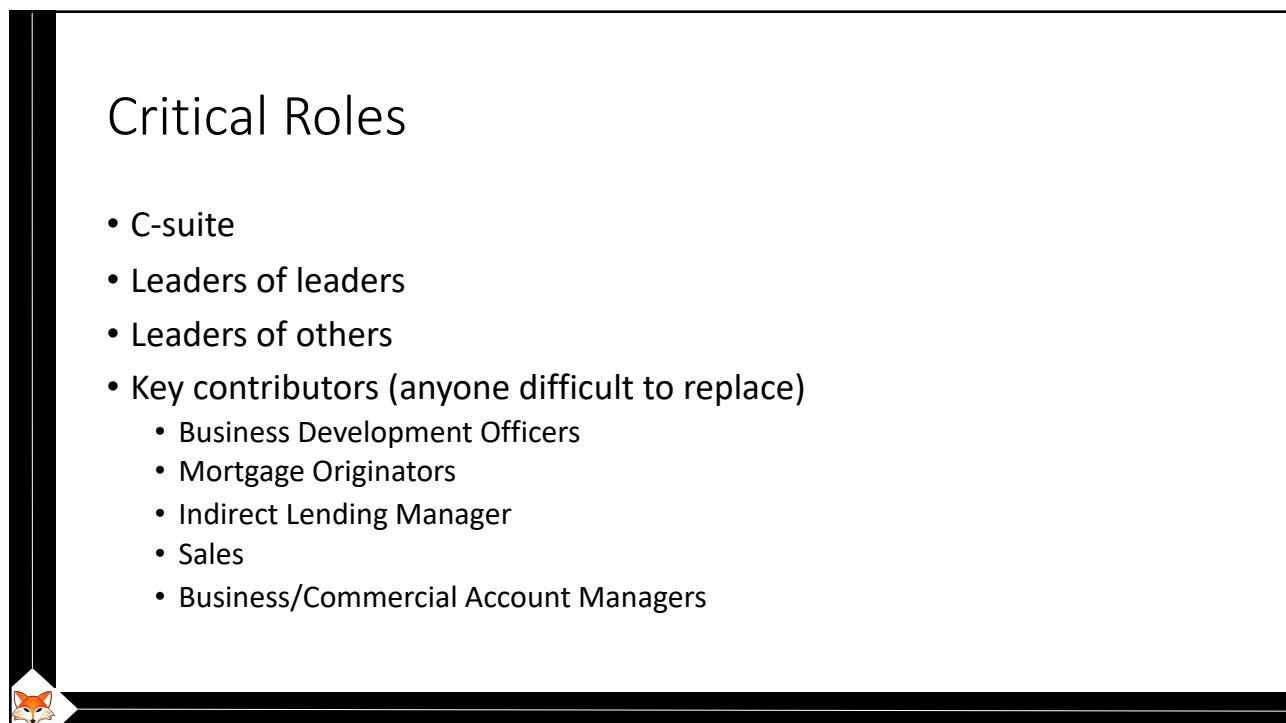 Critical Roles
• C-suite
• Leaders of leaders
• Leaders of others
• Key contributors (anyone difficult to replace)
• Business Development Officers
• Mortgage Originators
• Indirect Lending Manager
• Sales
• Business/Commercial Account Managers